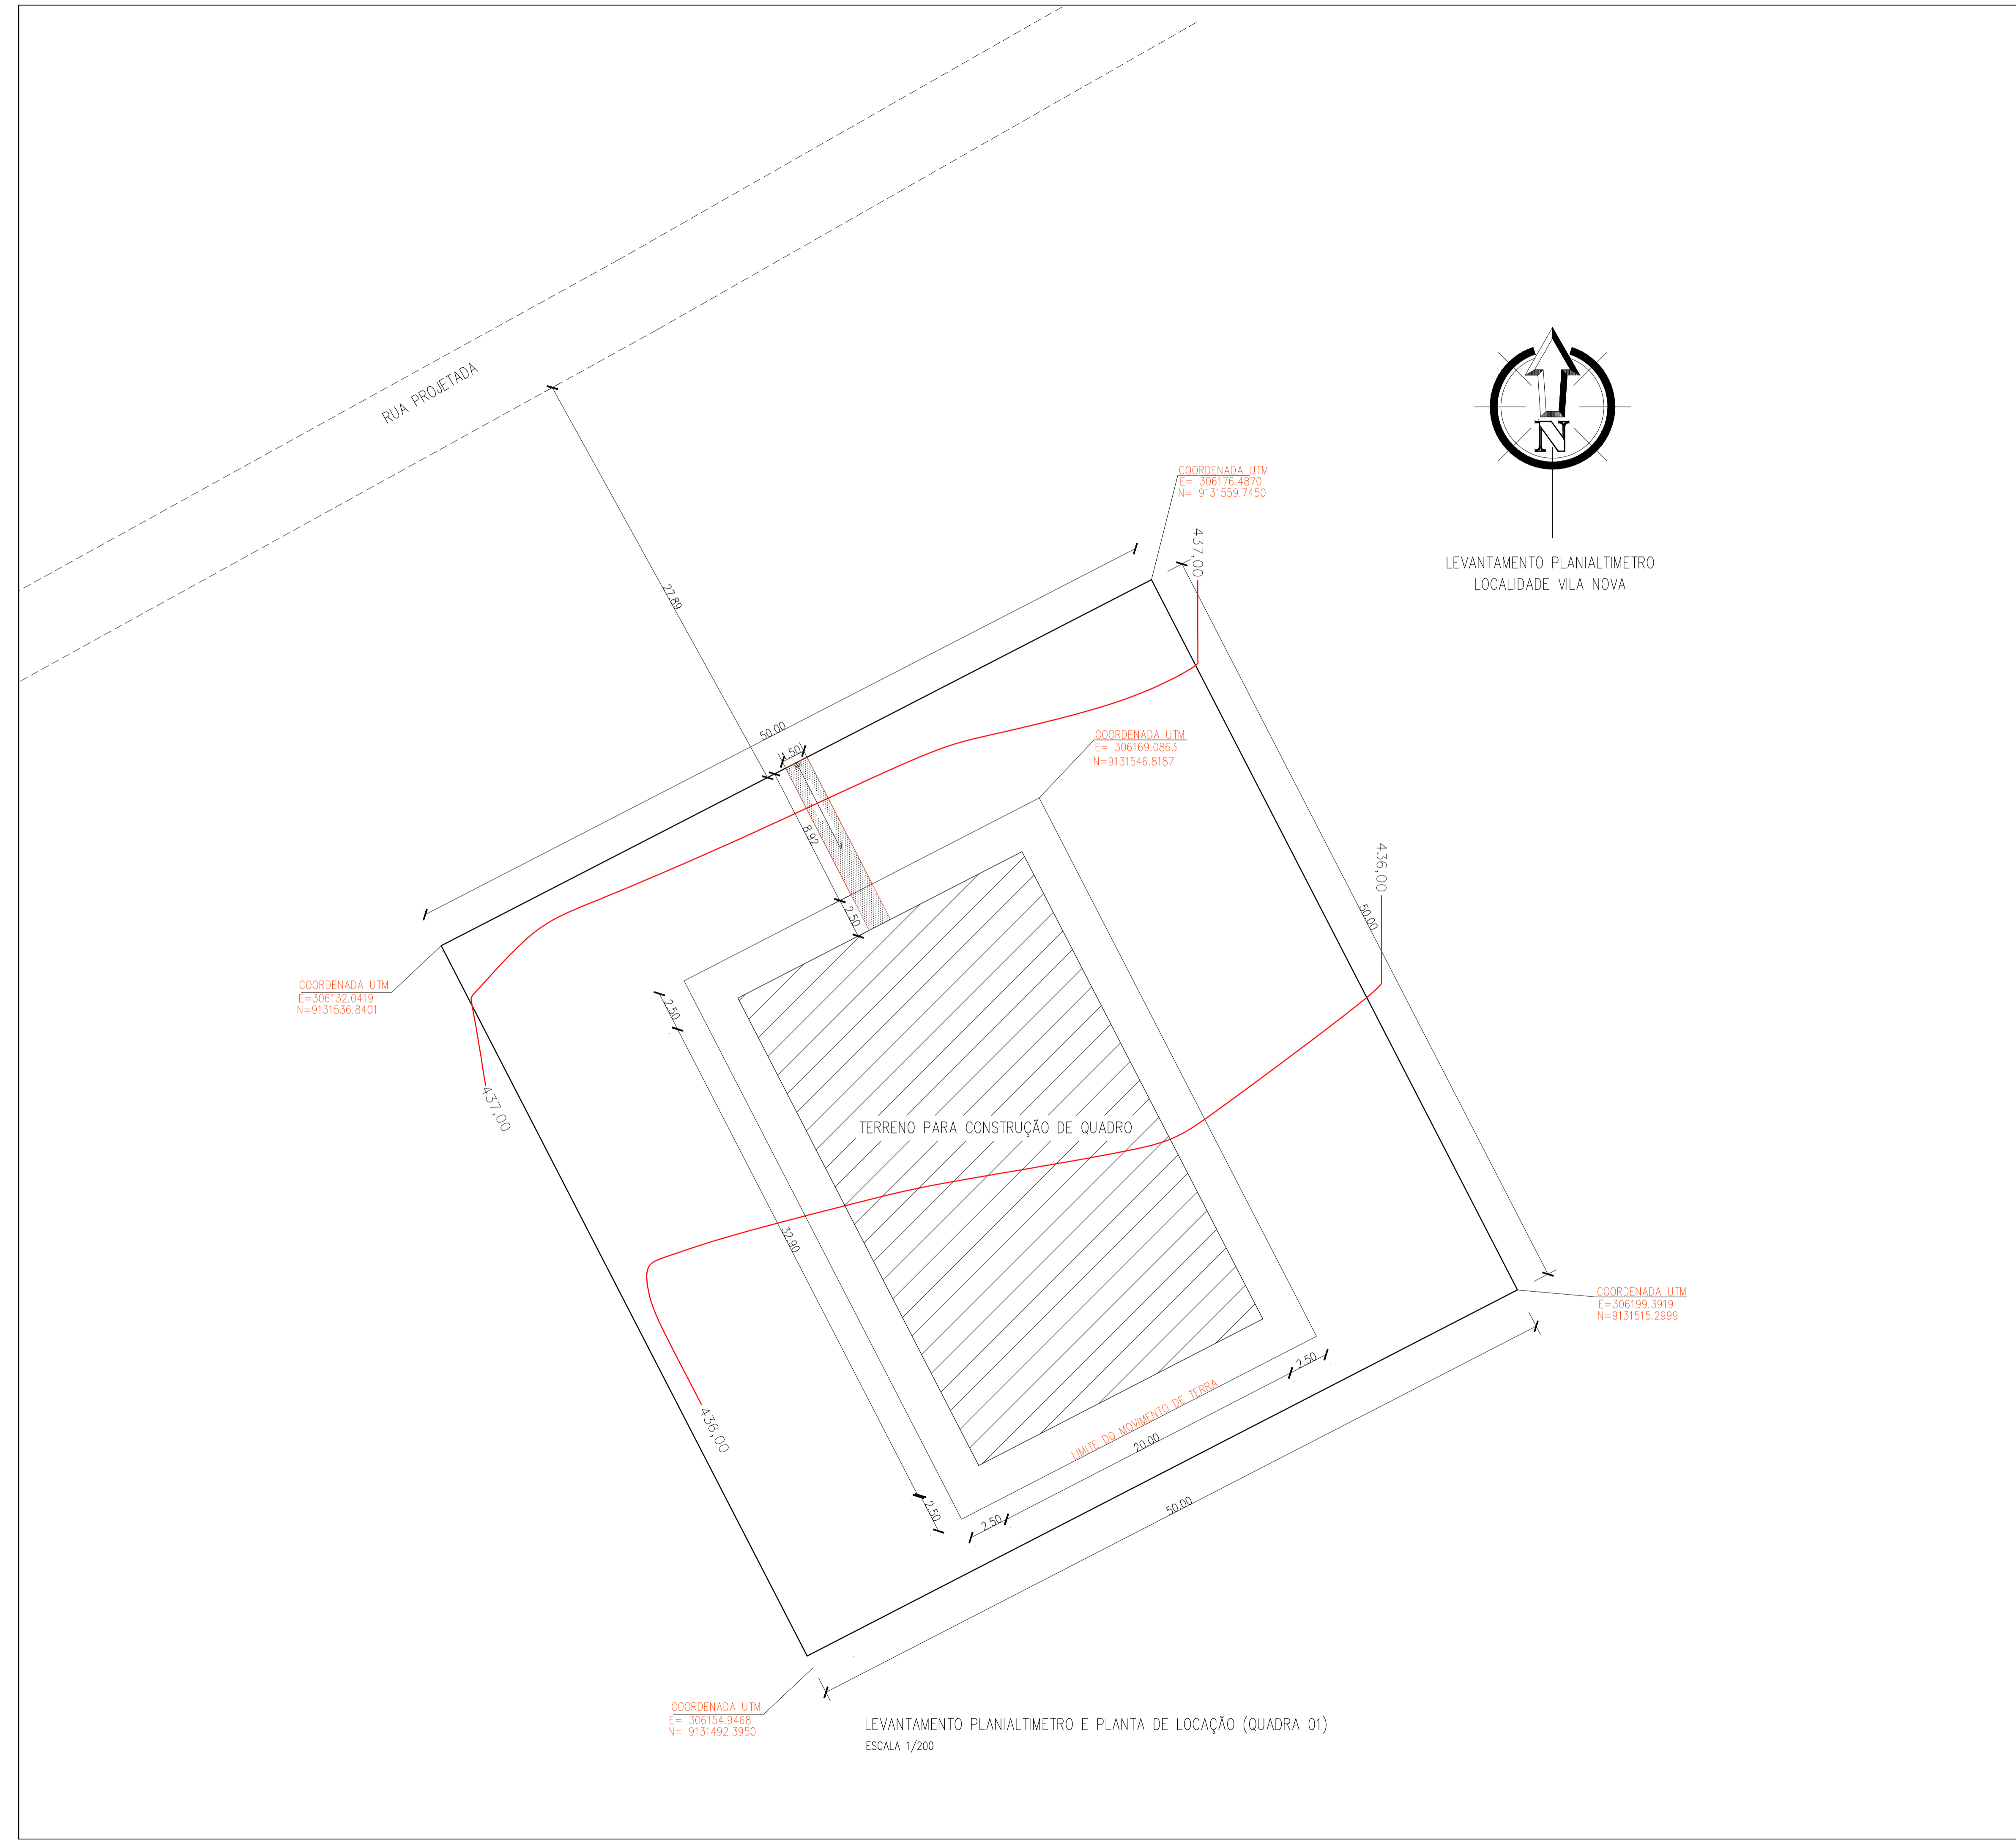 RUA PROJETADA
N
LEVANTAMENTO PLANIALTIMETRO
LOCALIDADE VILA NOVA
COORDENADA UTM
E= 306176.4870
N= 9131559.7450
437,00
27.89
50.00
1.50
COORDENADA UTM
E= 306169.0863
N=9131546.8187
8.92
436,00
50.00
2.50
COORDENADA UTM
E=306132.0419
N=9131536.8401
2.50
437,00
TERRENO PARA CONSTRUÇÃO DE QUADRO
32.90
COORDENADA UTM
E=306199.3919
N=9131515.2999
2.50
LIMITE DO MOVIMENTO DE TERRA
436,00
20.00
2.50
2.50
50.00
COORDENADA UTM
E= 306154.9468
N= 9131492.3950
LEVANTAMENTO PLANIALTIMETRO E PLANTA DE LOCAÇÃO (QUADRA 01)
ESCALA 1/200